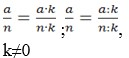 a/n = a·k/n·k ; a/n = a:k/n:k,
k≠0